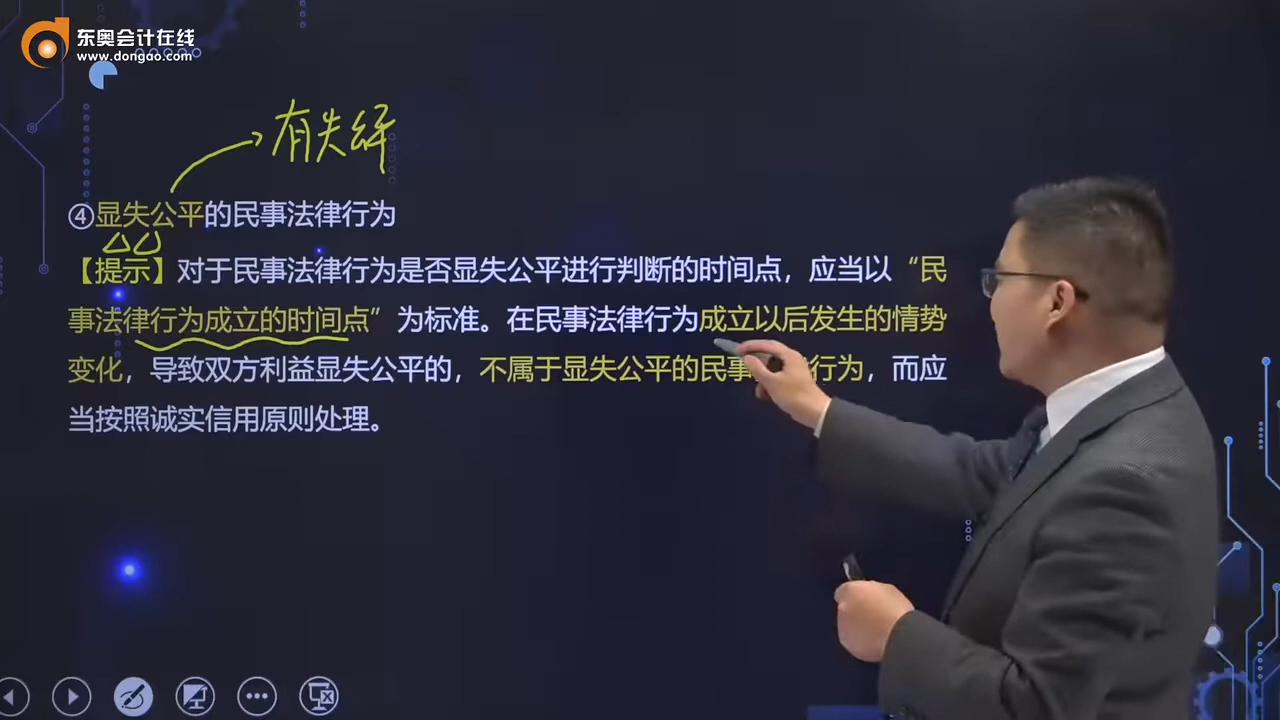 东奥会计在线
www.dongao.com
有失
④显失公平的民事法律行为
【提示】对于民事法律行为是否显失公平进行判断的时间点，应当以“民
事法律行为成立的时间点”为标准。在民事法律行为成立以后发生的情势
变化，导致双方利益显失公平的，不属于显失公平的民事行为，而应
当按照诚实信用原则处理。